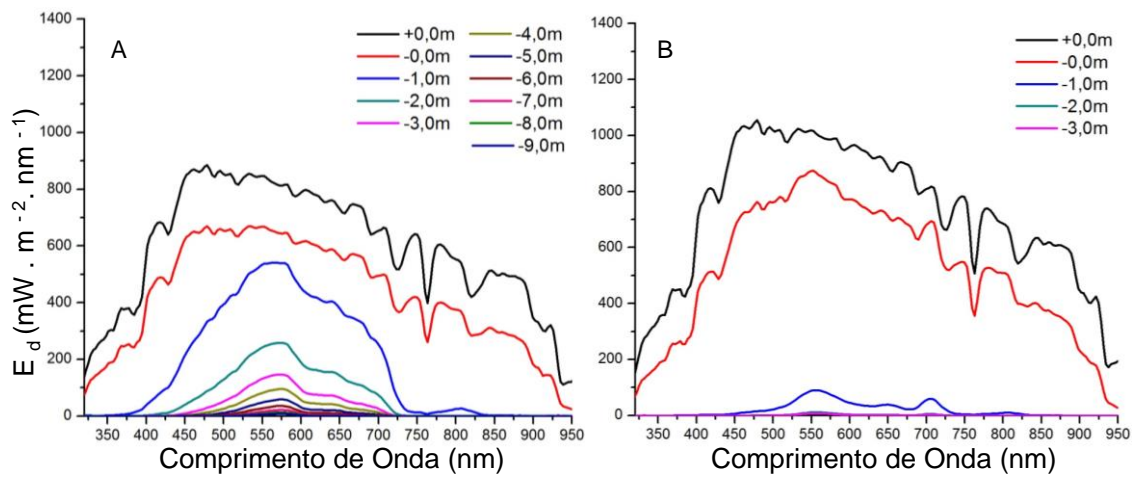 E d (mW . m - 2 . nm - 1)
1400
1200
1000
800
600
400
200
0
A
+0,0m
-0,0m
-1,0m
-2,0m
-3,0m
-4,0m
-5,0m
-6,0m
-7,0m
-8,0m
-9,0m
350 400 450 500 550 600 650 700 750 800 850 900 950
Comprimento de Onda (nm)
1400
1200
1000
800
600
400
200
0
B
+0,0m
-0,0m
-1,0m
-2,0m
-3,0m
350 400 450 500 550 600 650 700 750 800 850 900 950
Comprimento de Onda (nm)